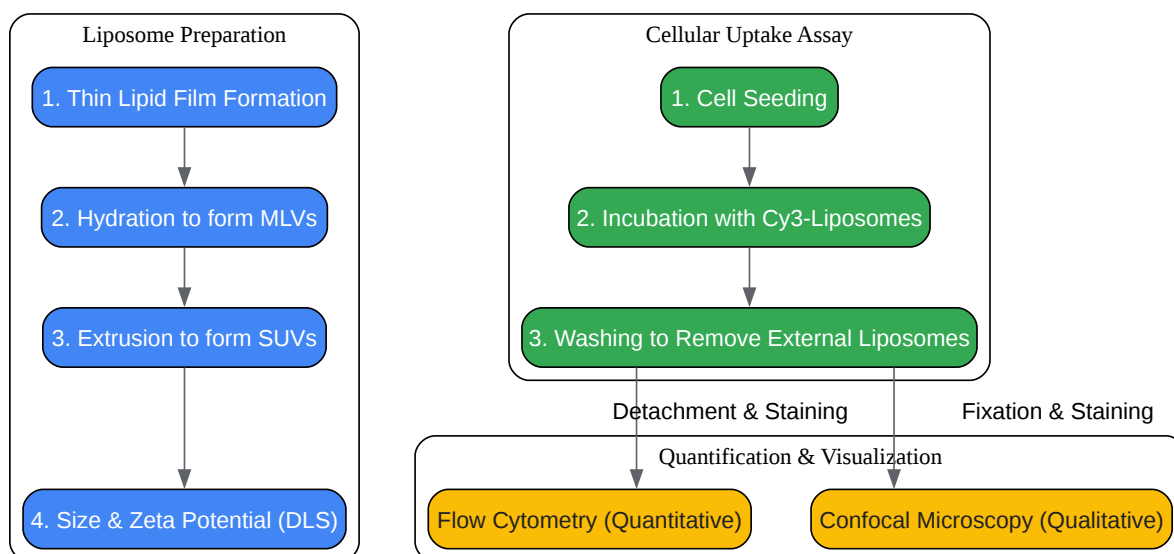 Liposome Preparation
1. Thin Lipid Film Formation
2. Hydration to form MLVs
3. Extrusion to form SUVs
4. Size & Zeta Potential (DLS)
Cellular Uptake Assay
1. Cell Seeding
2. Incubation with Cy3-Liposomes
3. Washing to Remove External Liposomes
Detachment & Staining
Fixation & Staining
Quantification & Visualization
Flow Cytometry (Quantitative)
Confocal Microscopy (Qualitative)